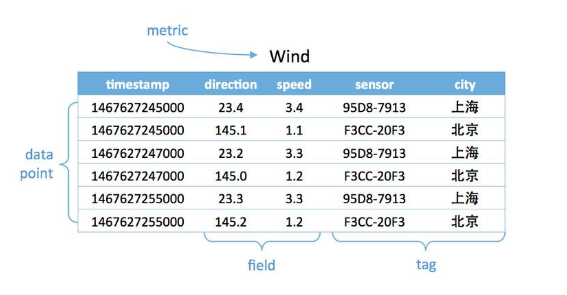 metric
Wind
timestamp direction speed sensor city
1467627245000 23.4 3.4 95D8-7913 上海
1467627245000 145.1 1.1 F3CC-20F3 北京
1467627247000 23.2 3.3 95D8-7913 上海
1467627247000 145.0 1.2 F3CC-20F3 北京
1467627255000 23.3 3.3 95D8-7913 上海
1467627255000 145.2 1.2 F3CC-20F3 北京
data
point
field tag